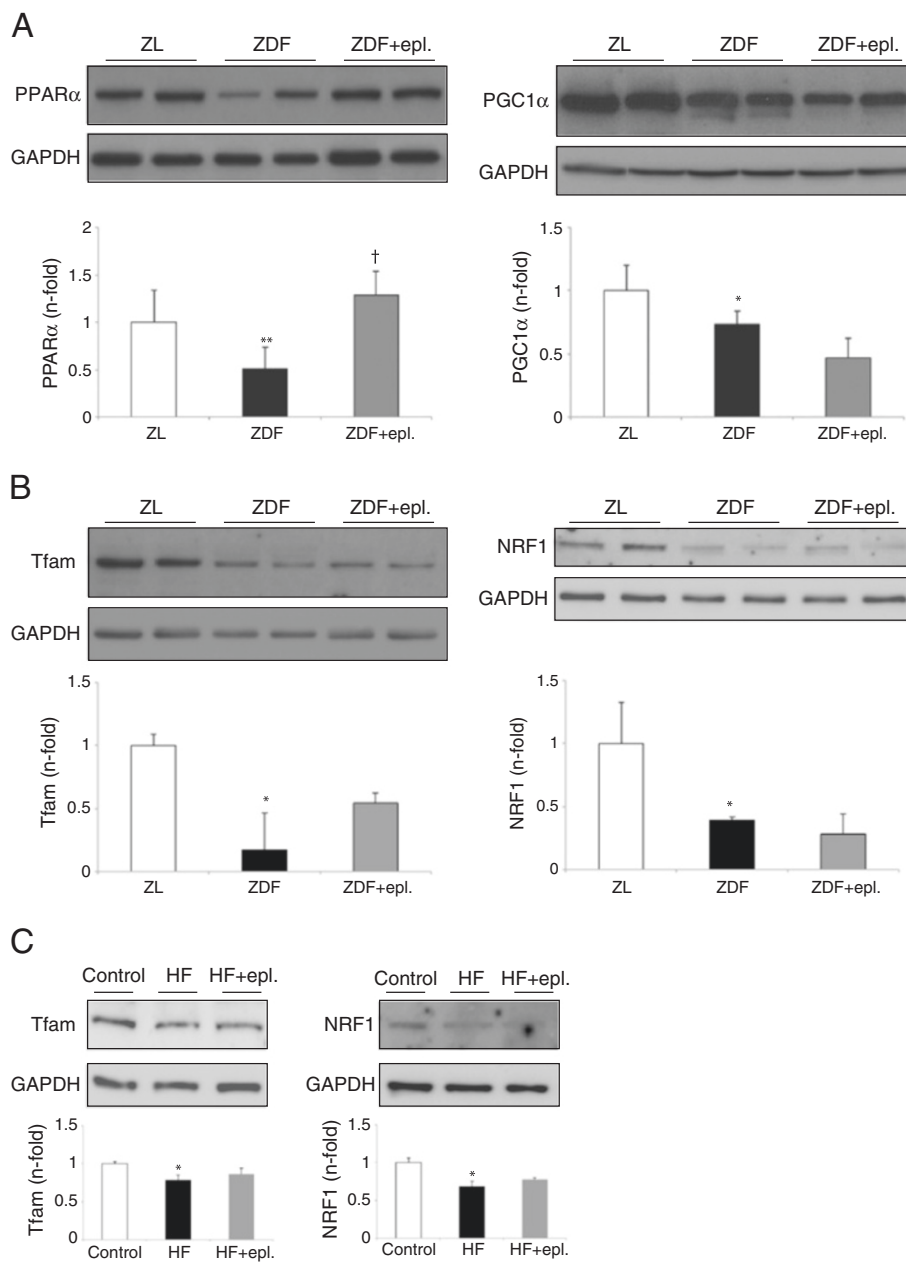 A
ZL ZDF ZDF+epl.
PPARα
GAPDH
PPARα (n-fold)
2
1.5
1
0.5
0
**
†
ZL ZDF ZDF+epl.
ZL ZDF ZDF+epl.
PGC1α
GAPDH
PGC1α (n-fold)
1.5
1
0.5
0
*
ZL ZDF ZDF+epl.
B
ZL ZDF ZDF+epl.
Tfam
GAPDH
Tfam (n-fold)
1.5
1
0.5
0
*
ZL ZDF ZDF+epl.
ZL ZDF ZDF+epl.
NRF1
GAPDH
NRF1 (n-fold)
1.5
1
0.5
0
*
ZL ZDF ZDF+epl.
C
Control HF HF+epl.
Tfam
GAPDH
Tfam (n-fold)
1.5
1
0.5
0
*
Control HF HF+epl.
Control HF HF+epl.
NRF1
GAPDH
NRF1 (n-fold)
1.5
1
0.5
0
*
Control HF HF+epl.